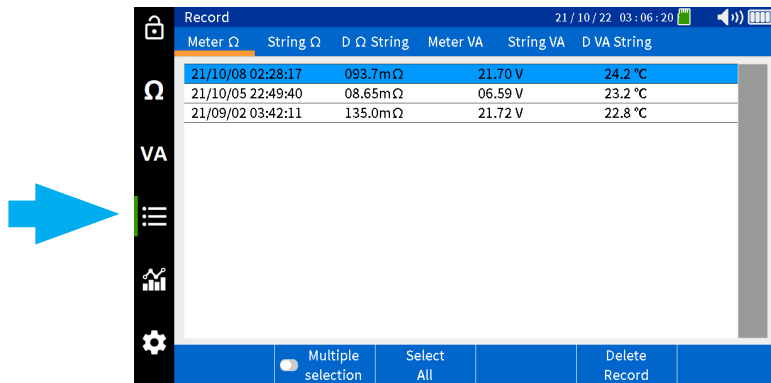 Record 21/10/22 03:06:20
Meter Ω String Ω D Ω String Meter VA String VA D VA String
21/10/08 02:28:17 093.7mΩ 21.70 V 24.2 ℃
21/10/05 22:49:40 08.65mΩ 06.59 V 23.2 ℃
21/09/02 03:42:11 135.0mΩ 21.72 V 22.8 ℃
Ω
VA
Multiple selection
Select All
Delete Record